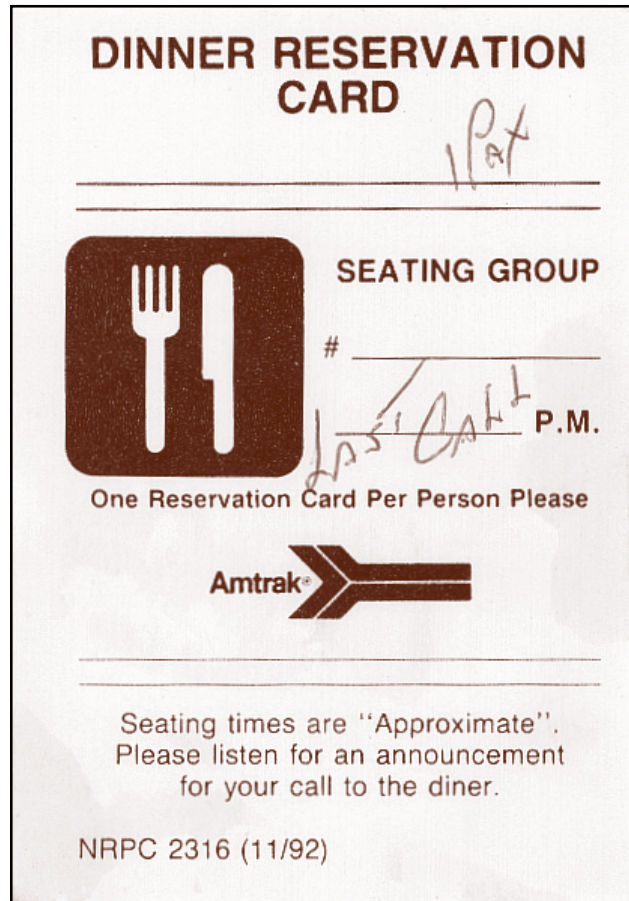 DINNER RESERVATION
CARD
1 Pax
SEATING GROUP
#
LAST CALL P.M.
One Reservation Card Per Person Please
Amtrak®
Seating times are "Approximate".
Please listen for an announcement
for your call to the diner.
NRPC 2316 (11/92)